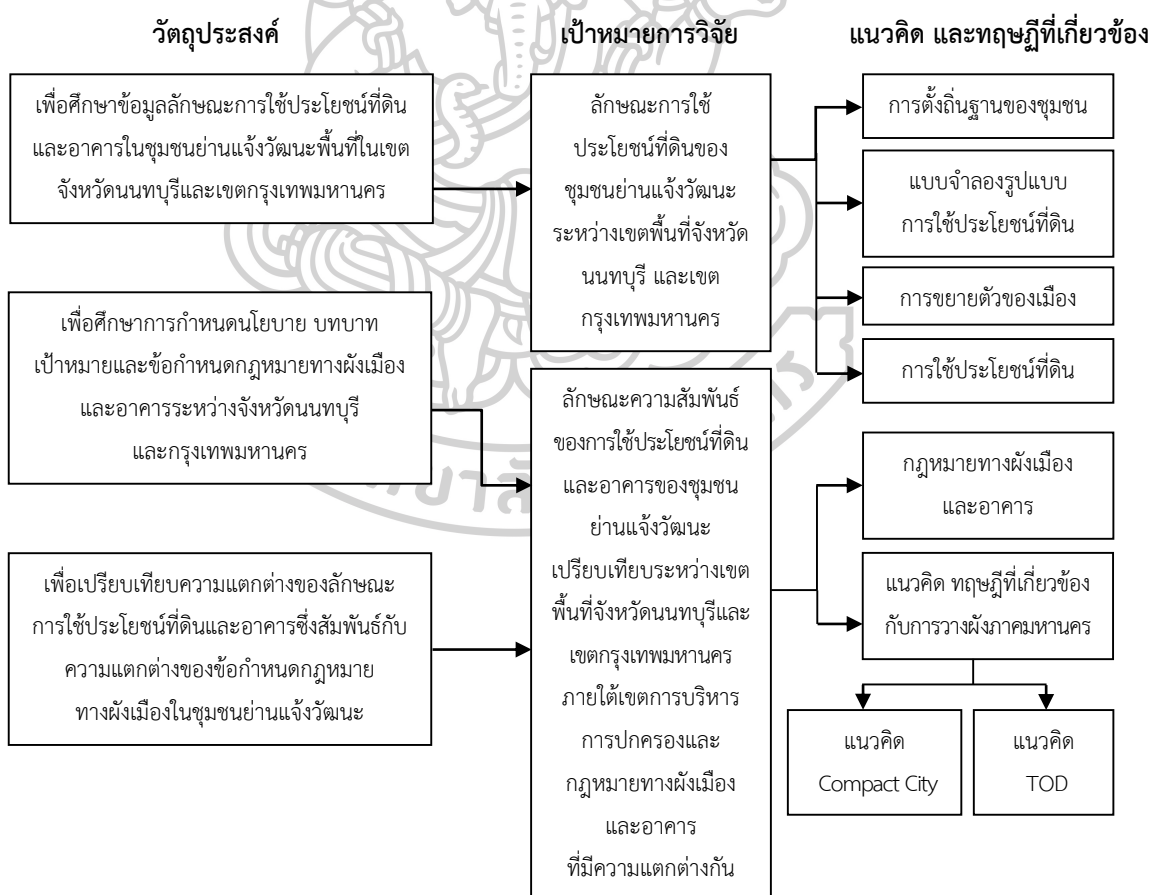 วัตถุประสงค์
เป้าหมายการวิจัย
แนวคิด และทฤษฏีที่เกี่ยวข้อง
เพื่อศึกษาข้อมูลลักษณะการใช้ประโยชน์ที่ดิน
และอาคารในชุมชนย่านแจ้งวัฒนะพื้นที่ในเขต
จังหวัดนนทบุรีและเขตกรุงเทพมหานคร
เพื่อศึกษาการกำหนดนโยบาย บทบาท
เป้าหมายและข้อกำหนดกฎหมายทางผังเมือง
และอาคารระหว่างจังหวัดนนทบุรี
และกรุงเทพมหานคร
เพื่อเปรียบเทียบความแตกต่างของลักษณะ
การใช้ประโยชน์ที่ดินและอาคารซึ่งสัมพันธ์กับ
ความแตกต่างของข้อกำหนดกฎหมาย
ทางผังเมืองในชุมชนย่านแจ้งวัฒนะ
ลักษณะการใช้
ประโยชน์ที่ดินของ
ชุมชนย่านแจ้งวัฒนะ
ระหว่างเขตพื้นที่จังหวัด
นนทบุรี และเขต
กรุงเทพมหานคร
ลักษณะความสัมพันธ์
ของการใช้ประโยชน์ที่ดิน
และอาคารของชุมชน
ย่านแจ้งวัฒนะ
เปรียบเทียบระหว่างเขต
พื้นที่จังหวัดนนทบุรีและ
เขตกรุงเทพมหานคร
ภายใต้เขตการบริหาร
การปกครองและ
กฎหมายทางผังเมือง
และอาคาร
ที่มีความแตกต่างกัน
การตั้งถิ่นฐานของชุมชน
แบบจำลองรูปแบบ
การใช้ประโยชน์ที่ดิน
การขยายตัวของเมือง
การใช้ประโยชน์ที่ดิน
กฎหมายทางผังเมือง
และอาคาร
แนวคิด ทฤษฎีที่เกี่ยวข้อง
กับการวางผังภาคมหานคร
แนวคิด
Compact City
แนวคิด
TOD